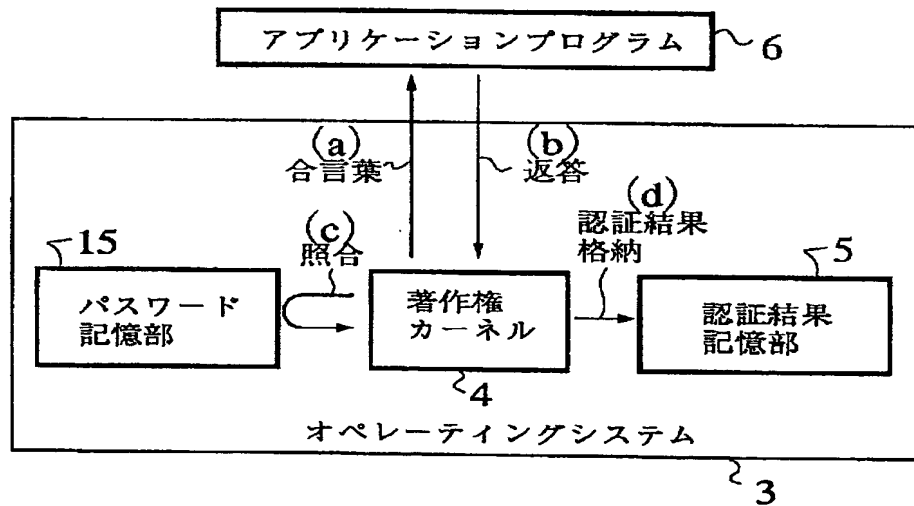 アプリケーションプログラム
6
(a)
合言葉
(b)
返答
(d)
認証結果
格納
(c)
照合
15
5
パスワード
記憶部
著作権
カーネル
認証結果
記憶部
4
オペレーティングシステム
3